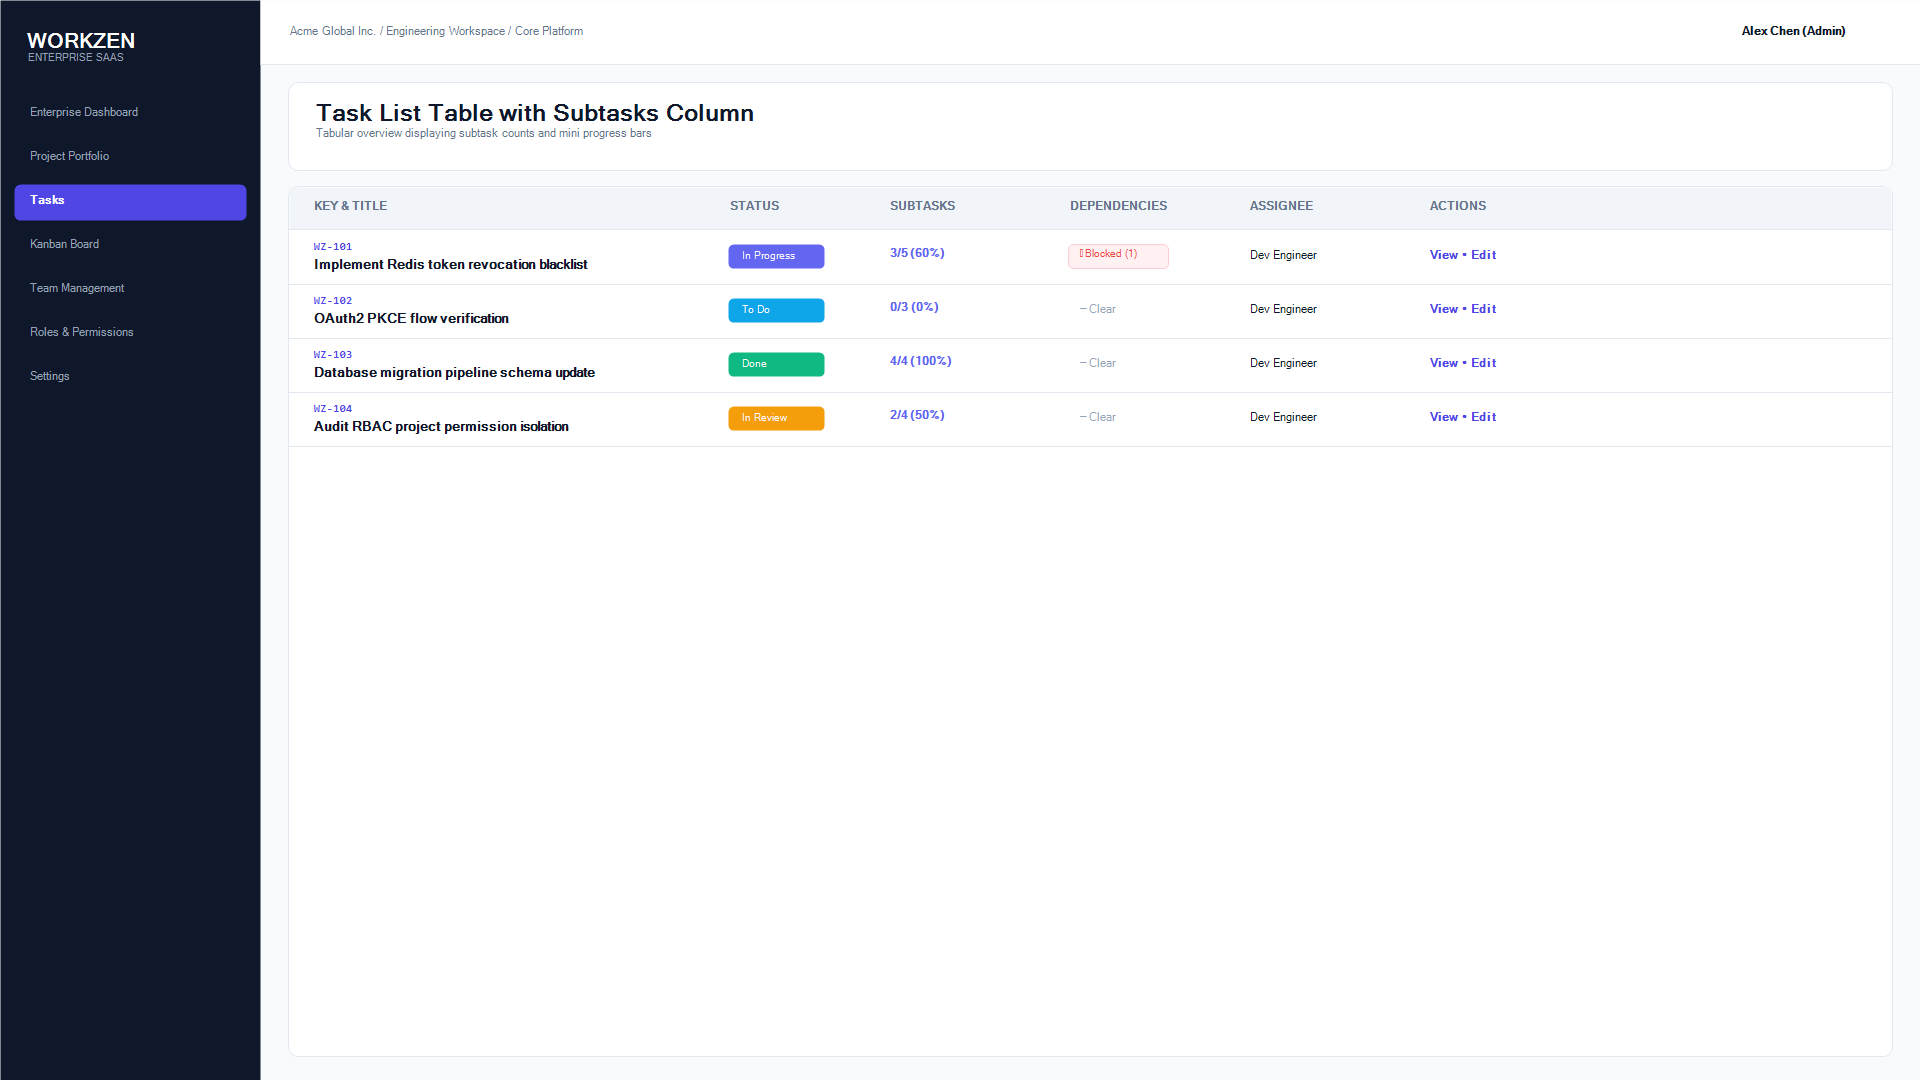 WORKZEN
ENTERPRISE SAAS
Enterprise Dashboard
Project Portfolio
Tasks
Kanban Board
Team Management
Roles & Permissions
Settings
Acme Global Inc. / Engineering Workspace / Core Platform
Alex Chen (Admin)
Task List Table with Subtasks Column
Tabular overview displaying subtask counts and mini progress bars
KEY & TITLE STATUS SUBTASKS DEPENDENCIES ASSIGNEE ACTIONS
WZ-101
Implement Redis token revocation blacklist In Progress 3/5 (60%) Blocked (1) Dev Engineer View • Edit
WZ-102
OAuth2 PKCE flow verification To Do 0/3 (0%) – Clear Dev Engineer View • Edit
WZ-103
Database migration pipeline schema update Done 4/4 (100%) – Clear Dev Engineer View • Edit
WZ-104
Audit RBAC project permission isolation In Review 2/4 (50%) – Clear Dev Engineer View • Edit